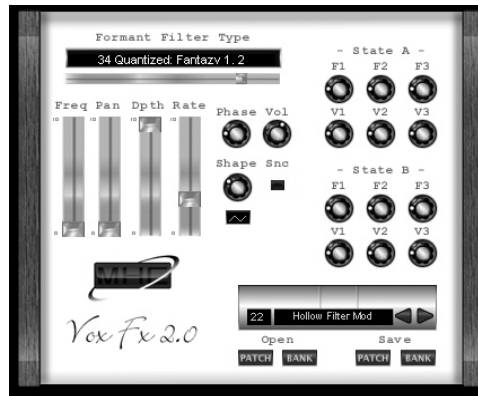 Formant Filter Type
34 Quantized: Fantazy 1.2
- State A -
F1 F2 F3
V1 V2 V3
Freq Pan Dpth Rate
Phase Vol
Shape Snc
- State B -
F1 F2 F3
V1 V2 V3
MHC
Vox Fx 2.0
22 Hollow Filter Mod
Open Save
PATCH BANK PATCH BANK